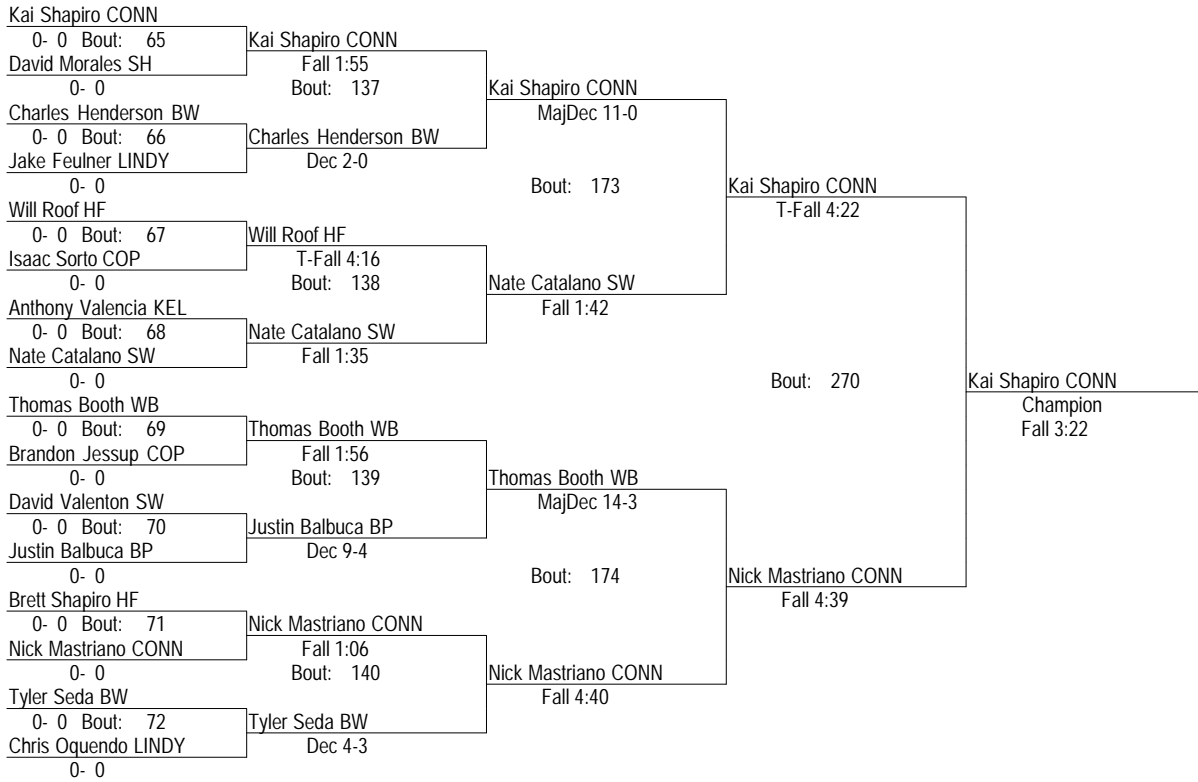 Kai Shapiro CONN
0- 0 Bout: 65
David Morales SH
0- 0
Charles Henderson BW
0- 0 Bout: 66
Jake Feulner LINDY
0- 0
Will Roof HF
0- 0 Bout: 67
Isaac Sorto COP
0- 0
Anthony Valencia KEL
0- 0 Bout: 68
Nate Catalano SW
0- 0
Thomas Booth WB
0- 0 Bout: 69
Brandon Jessup COP
0- 0
David Valenton SW
0- 0 Bout: 70
Justin Balbuca BP
0- 0
Brett Shapiro HF
0- 0 Bout: 71
Nick Mastriano CONN
0- 0
Tyler Seda BW
0- 0 Bout: 72
Chris Oquendo LINDY
0- 0
Kai Shapiro CONN
Fall 1:55
Bout: 137
Charles Henderson BW
Dec 2-0
Will Roof HF
T-Fall 4:16
Bout: 138
Nate Catalano SW
Fall 1:35
Thomas Booth WB
Fall 1:56
Bout: 139
Justin Balbuca BP
Dec 9-4
Nick Mastriano CONN
Fall 1:06
Bout: 140
Tyler Seda BW
Dec 4-3
Kai Shapiro CONN
MajDec 11-0
Bout: 173
Nate Catalano SW
Fall 1:42
Thomas Booth WB
MajDec 14-3
Bout: 174
Nick Mastriano CONN
Fall 4:40
Kai Shapiro CONN
T-Fall 4:22
Bout: 270
Nick Mastriano CONN
Fall 4:39
Kai Shapiro CONN
Champion
Fall 3:22